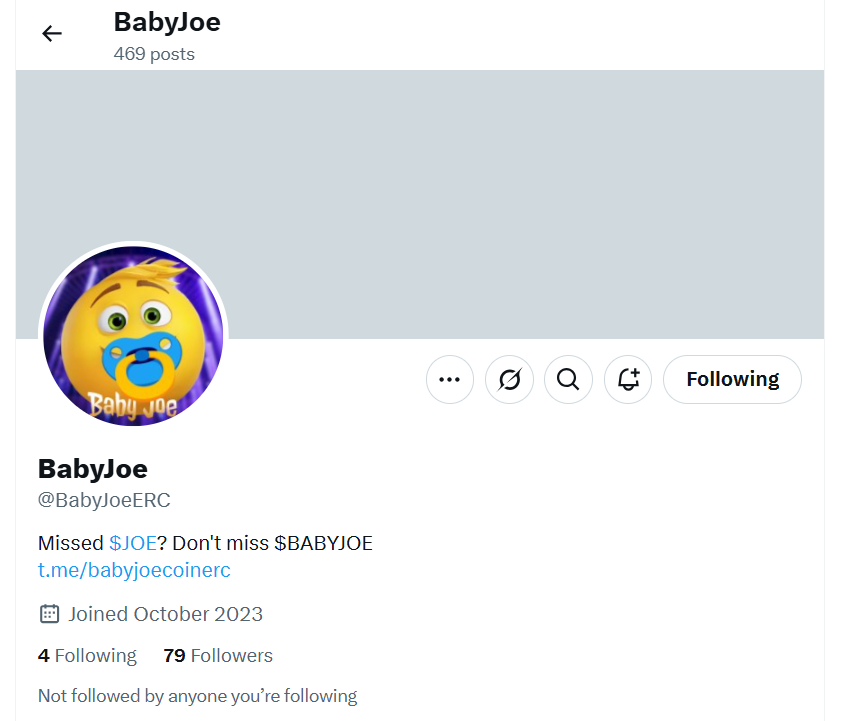 BabyJoe
469 posts
Baby Joe
Following
BabyJoe
@BabyJoeERC
Missed $JOE? Don't miss $BABYJOE
t.me/babyjoecoinerc
Joined October 2023
4 Following 79 Followers
Not followed by anyone you’re following